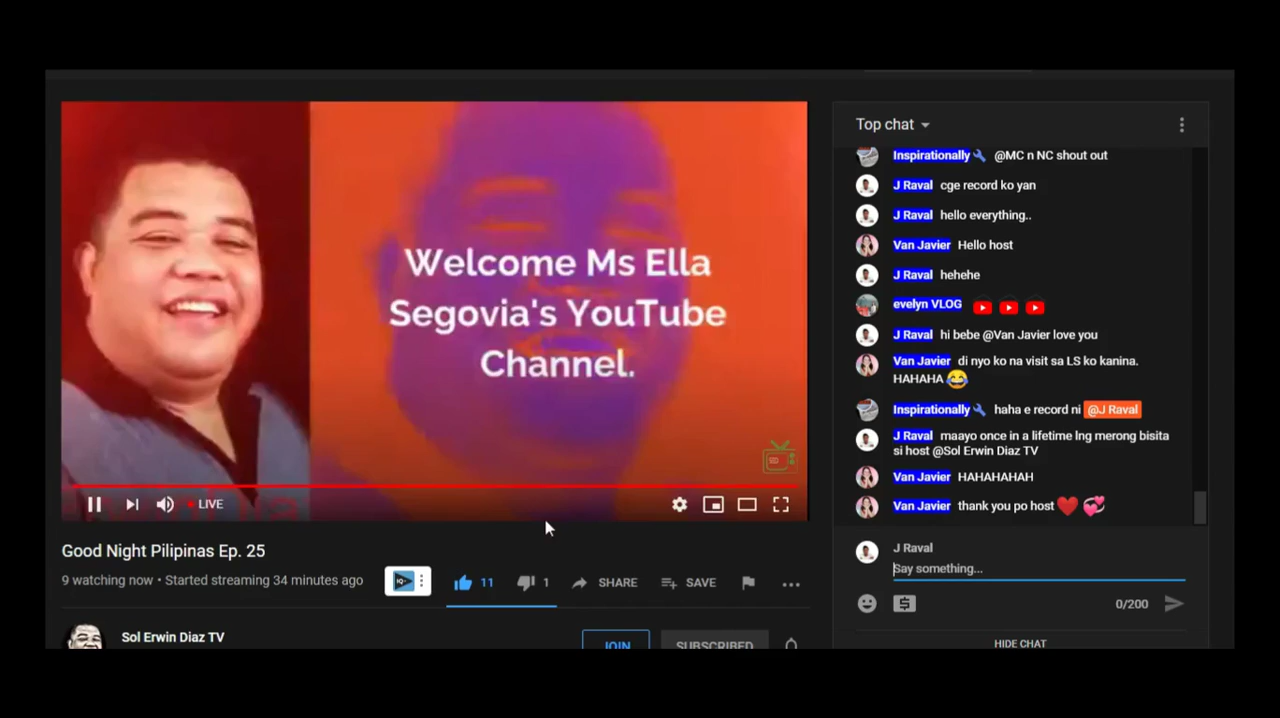 Welcome Ms Ella
Segovia's YouTube
Channel.
LIVE
Good Night Pilipinas Ep. 25
9 watching now • Started streaming 34 minutes ago
11
1
SHARE
SAVE
Sol Erwin Diaz TV
JOIN
SUBSCRIBED
Top chat
Inspirationally @MC n NC shout out
J Raval cge record ko yan
J Raval hello everything..
Van Javier Hello host
J Raval hehehe
evelyn VLOG
J Raval hi bebe @Van Javier love you
Van Javier di nyo ko na visit sa LS ko kanina.
HAHAHA 😂
Inspirationally haha e record ni @J Raval
J Raval maayo once in a lifetime lng merong bisita
si host @Sol Erwin Diaz TV
Van Javier HAHAHAHAH
Van Javier thank you po host ❤️ 💞
J Raval
Say something...
0/200
HIDE CHAT